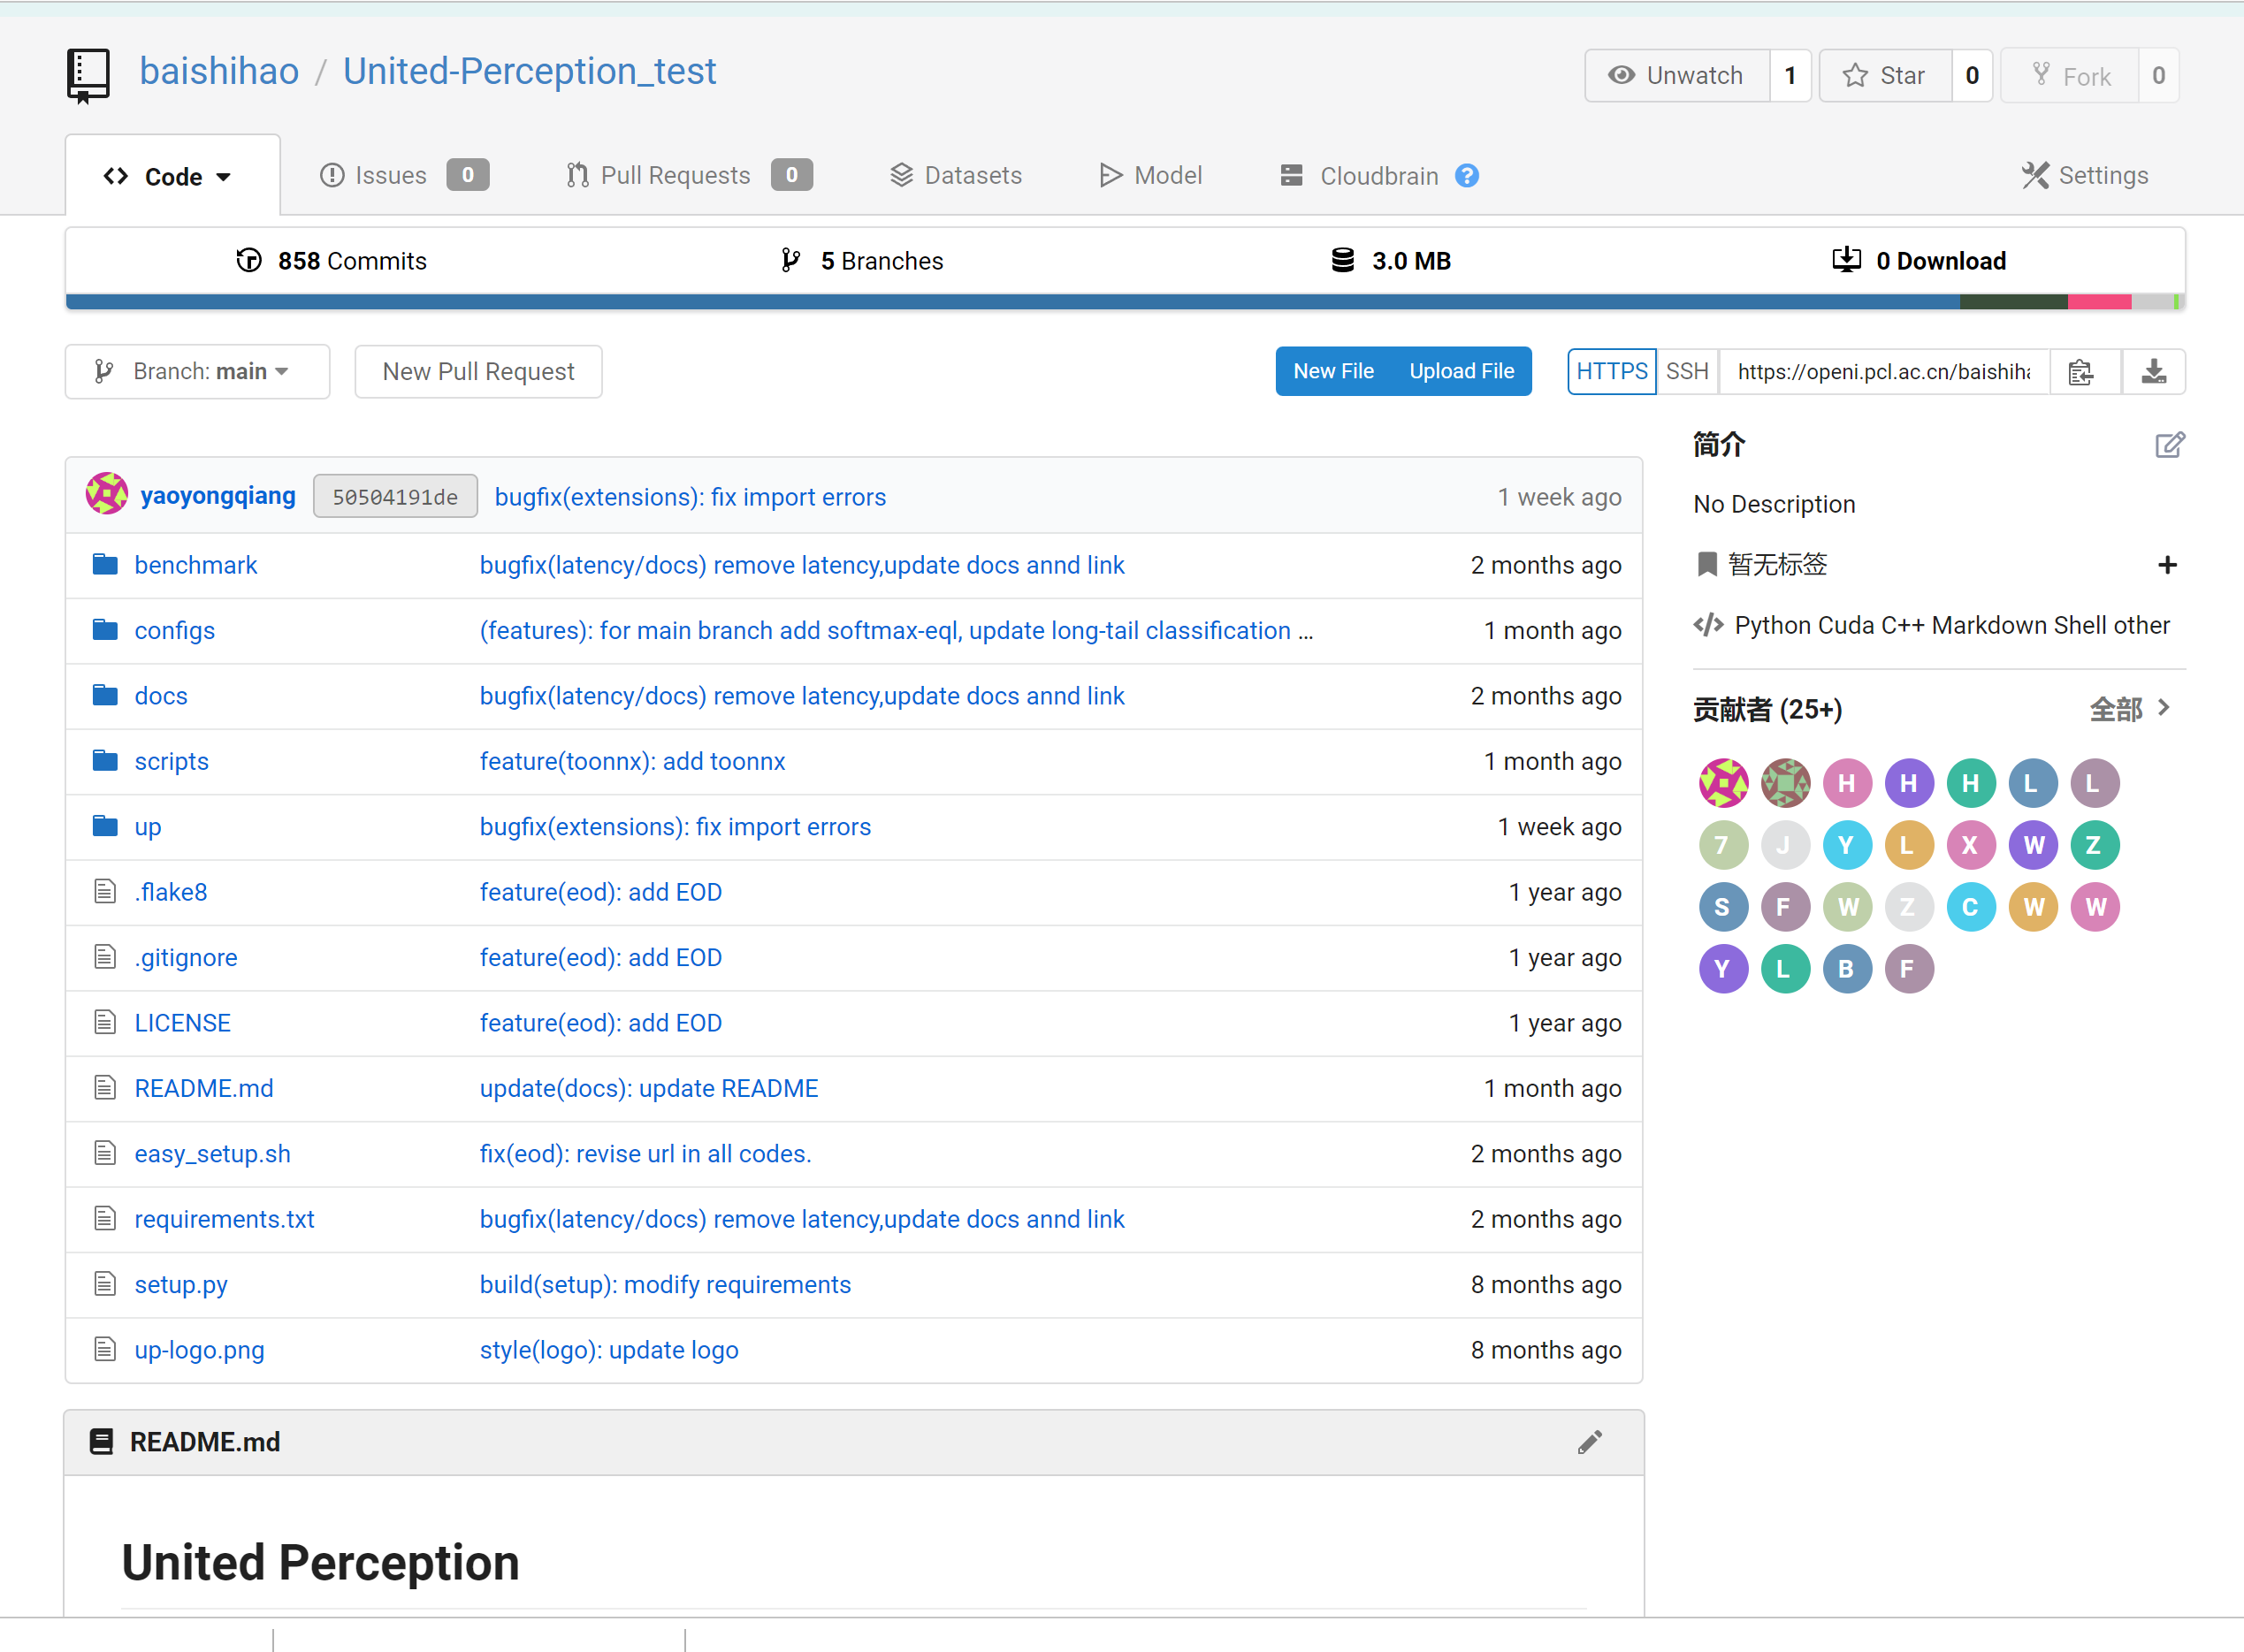 baishihao / United-Perception_test
Unwatch 1 Star 0 Fork 0
Code Issues 0 Pull Requests 0 Datasets Model Cloudbrain ? Settings
858 Commits 5 Branches 3.0 MB 0 Download
Branch: main New Pull Request New File Upload File HTTPS SSH https://openi.pcl.ac.cn/baishiha
yaoyongqiang 50504191de bugfix(extensions): fix import errors 1 week ago
benchmark bugfix(latency/docs) remove latency,update docs annd link 2 months ago
configs (features): for main branch add softmax-eql, update long-tail classification ... 1 month ago
docs bugfix(latency/docs) remove latency,update docs annd link 2 months ago
scripts feature(toonnx): add toonnx 1 month ago
up bugfix(extensions): fix import errors 1 week ago
.flake8 feature(eod): add EOD 1 year ago
.gitignore feature(eod): add EOD 1 year ago
LICENSE feature(eod): add EOD 1 year ago
README.md update(docs): update README 1 month ago
easy_setup.sh fix(eod): revise url in all codes. 2 months ago
requirements.txt bugfix(latency/docs) remove latency,update docs annd link 2 months ago
setup.py build(setup): modify requirements 8 months ago
up-logo.png style(logo): update logo 8 months ago
README.md
United Perception
简介
No Description
暂无标签 +
Python Cuda C++ Markdown Shell other
贡献者 (25+) 全部
H H H L L
7 J Y L X W Z
S F W Z C W W
Y L B F